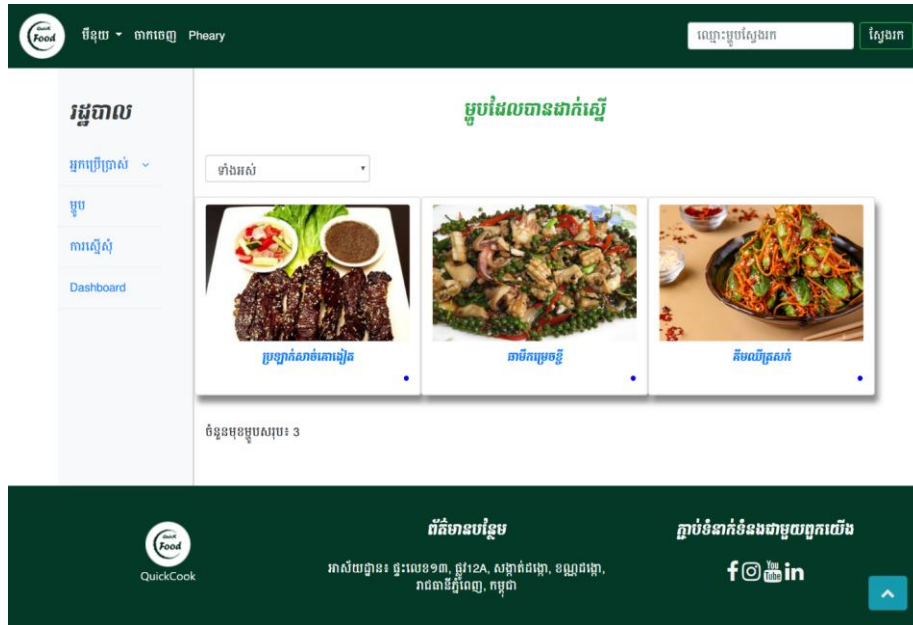 Quick
Food
មីនុយ
ចាកចេញ
Pheary
ឈ្មោះម្ហូបស្វែងរក
ស្វែងរក
រដ្ឋបាល
អ្នកប្រើប្រាស់
ម្ហូប
ការស្នើសុំ
Dashboard
ម្ហូបដែលបានដាក់ស្នើ
ទាំងអស់
ប្រឡាក់សាច់គោងៀត
ឆាមឹកម្រេចខ្ចី
គីមឈីត្រសក់
ចំនួនមុខម្ហូបសរុប៖ 3
Quick
Food
QuickCook
ព័ត៌មានបន្ថែម
អាស័យដ្ឋាន៖ ផ្ទះលេខ១៣, ផ្លូវ12A, សង្កាត់ដង្កោ, ខណ្ឌដង្កោ,
រាជធានីភ្នំពេញ, កម្ពុជា
ភ្ជាប់ទំនាក់ទំនងជាមួយពួកយើង
You
Tube